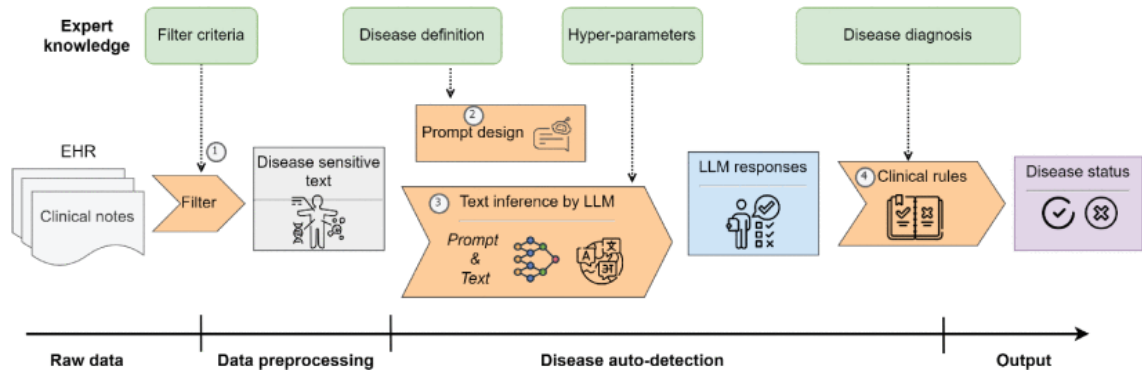 Expert
knowledge
Filter criteria
Disease definition
Hyper-parameters
Disease diagnosis
1
2
Prompt design
EHR
Clinical notes
Filter
Disease sensitive
text
3 Text inference by LLM
Prompt
&
Text
A
文
अ
LLM responses
4 Clinical rules
Disease status
Raw data
Data preprocessing
Disease auto-detection
Output